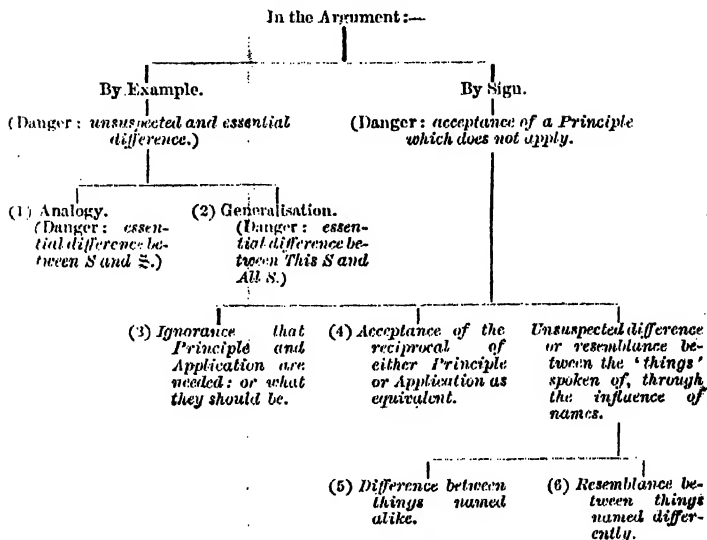 In the Argument:—
By Example.
(Danger: unsuspected and essential
difference.)
By Sign.
(Danger: acceptance of a Principle
which does not apply.
(1) Analogy.
(Danger: essen-
tial difference be-
tween S and S.)
(2) Generalisation.
(Danger: essen-
tial difference be-
tween This S and
All S.)
(3) Ignorance that
Principle and
Application are
needed: or what
they should be.
(4) Acceptance of the
reciprocal of
either Principle
or Application as
equivalent.
Unsuspected difference
or resemblance be-
tween the 'things'
spoken of, through
the influence of
names.
(5) Difference between
things named
alike.
(6) Resemblance be-
tween things
named differ-
ently.